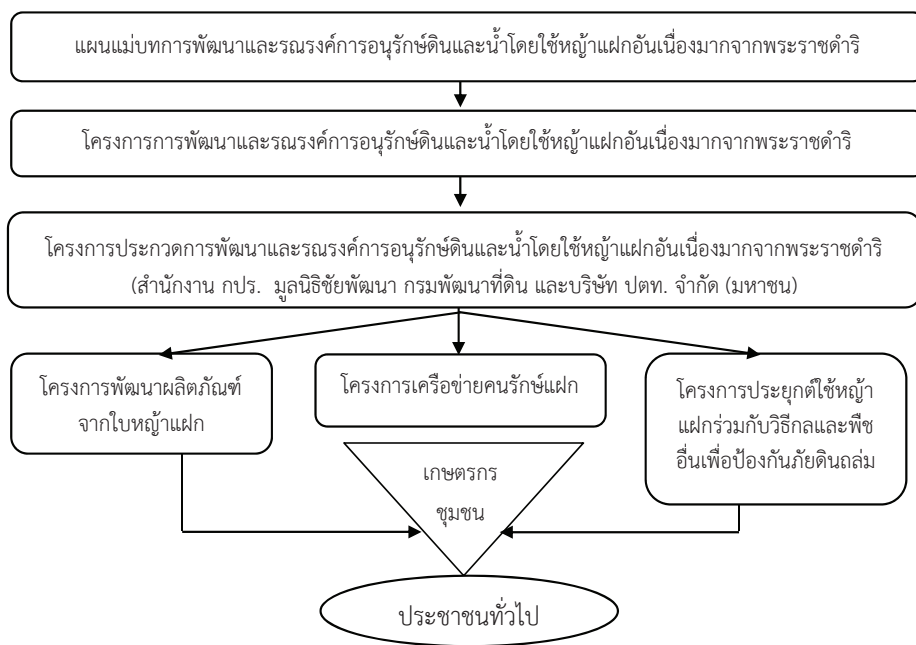 แผนแม่บทการพัฒนาและรณรงค์การอนุรักษ์ดินและน้ำโดยใช้หญ้าแฝกอันเนื่องมากจากพระราชดำริ
โครงการการพัฒนาและรณรงค์การอนุรักษ์ดินและน้ำโดยใช้หญ้าแฝกอันเนื่องมากจากพระราชดำริ
โครงการประกวดการพัฒนาและรณรงค์การอนุรักษ์ดินและน้ำโดยใช้หญ้าแฝกอันเนื่องมากจากพระราชดำริ
(สำนักงาน กปร. มูลนิธิชัยพัฒนา กรมพัฒนาที่ดิน และบริษัท ปตท. จำกัด (มหาชน)
โครงการพัฒนาผลิตภัณฑ์
จากใบหญ้าแฝก
โครงการเครือข่ายคนรักษ์แฝก
โครงการประยุกต์ใช้หญ้า
แฝกร่วมกับวิธีกลและพืช
อื่นเพื่อป้องกันภัยดินถล่ม
เกษตรกร
ชุมชน
ประชาชนทั่วไป